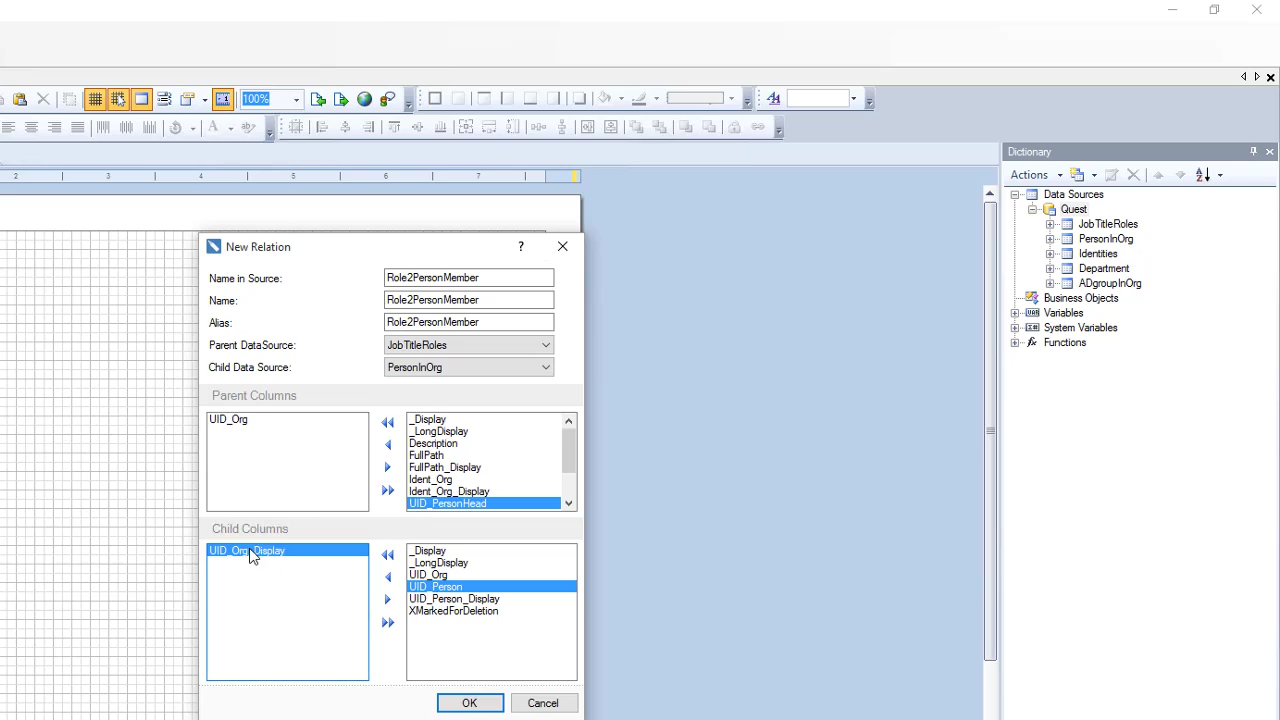 100%
Dictionary
Actions
2 3 4 5 6 7
Data Sources
Quest
JobTitleRoles
PersonInOrg
Identities
Department
ADgroupInOrg
Business Objects
Variables
System Variables
fx Functions
New Relation
?
Name in Source: Role2PersonMember
Name: Role2PersonMember
Alias: Role2PersonMember
Parent DataSource: JobTitleRoles
Child Data Source: PersonInOrg
Parent Columns
UID_Org
_Display
_LongDisplay
Description
FullPath
FullPath_Display
Ident_Org
Ident_Org_Display
UID_PersonHead
Child Columns
UID_Org_Display
_Display
_LongDisplay
UID_Org
UID_Person
UID_Person_Display
XMarkedForDeletion
OK Cancel